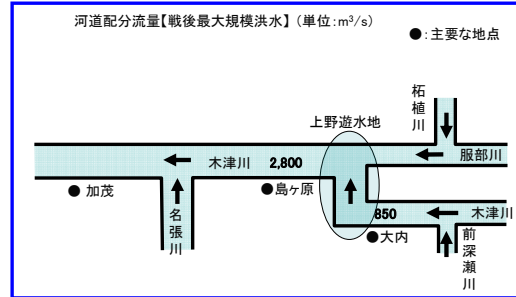 河道配分流量【戦後最大規模洪水】 (単位:m³/s)
●:主要な地点
柘植川
上野遊水地
服部川
木津川
2,800
●加茂
●島ヶ原
名張川
850
木津川
●大内
前深瀬川